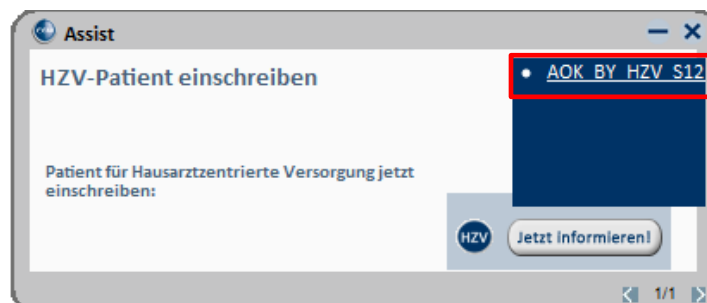 Assist
HZV-Patient einschreiben
AOK_BY_HZV_S12
Patient für Hausarztzentrierte Versorgung jetzt
einschreiben:
HZV
Jetzt informieren!
1/1